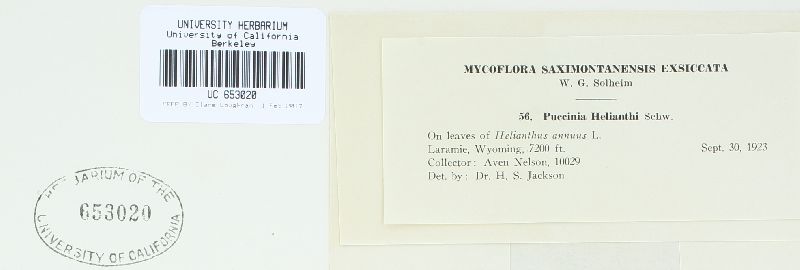 UNIVERSITY HERBARIUM
University of California
Berkeley
UC 653020
HERBARIUM OF THE
653020
UNIVERSITY OF CALIFORNIA
MYCOFLORA SAXIMONTANENSIS EXSICCATA
W. G. Solheim
56. Puccinia Helianthi Schw.
On leaves of Helianthus annuus L.
Laramie, Wyoming, 7200 ft. Sept. 30, 1923
Collector: Aven Nelson, 10029
Det. by: Dr. H. S. Jackson